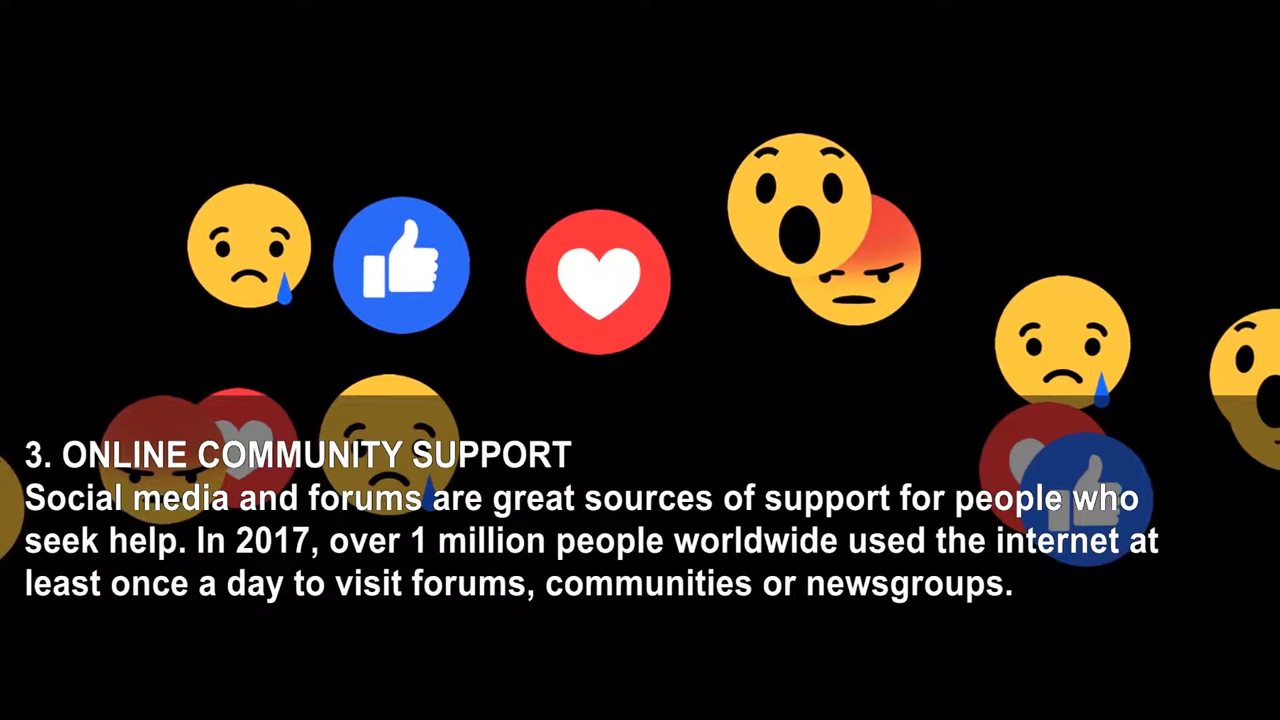 3. ONLINE COMMUNITY SUPPORT
Social media and forums are great sources of support for people who
seek help. In 2017, over 1 million people worldwide used the internet at
least once a day to visit forums, communities or newsgroups.